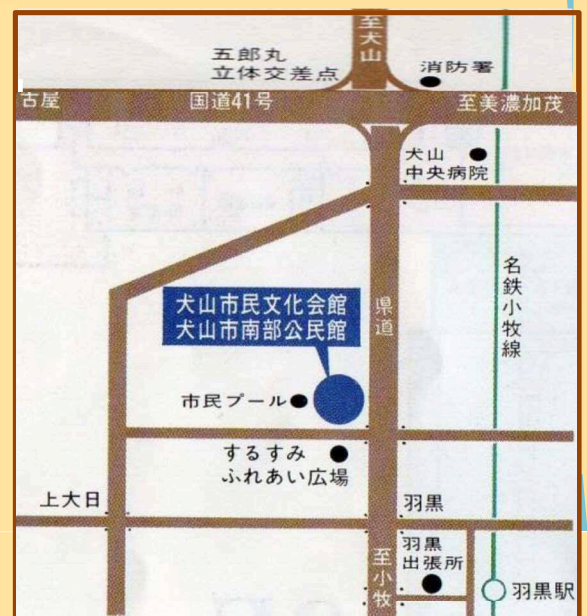 至犬山
五郎丸
立体交差点
消防署
古屋
国道41号
至美濃加茂
犬山
中央病院
名鉄小牧線
犬山市民文化会館
犬山市南部公民館
県道
市民プール
するすみ
ふれあい広場
上大日
羽黒
羽黒
出張所
至小牧
羽黒駅